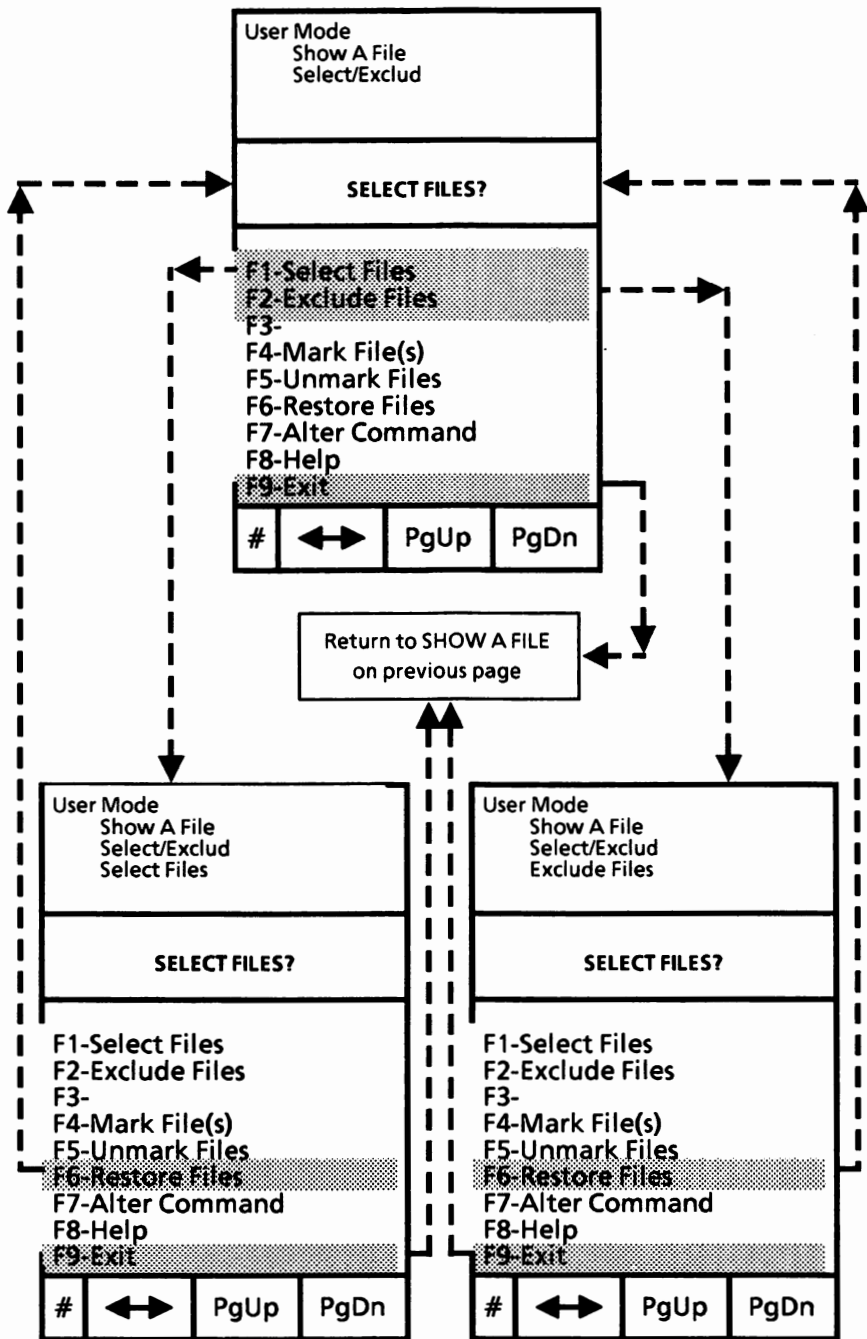 User Mode
Show A File
Select/Exclud
SELECT FILES?
F1-Select Files
F2-Exclude Files
F3-
F4-Mark File(s)
F5-Unmark Files
F6-Restore Files
F7-Alter Command
F8-Help
F9-Exit
# PgUp PgDn
Return to SHOW A FILE
on previous page
User Mode
Show A File
Select/Exclud
Select Files
SELECT FILES?
F1-Select Files
F2-Exclude Files
F3-
F4-Mark File(s)
F5-Unmark Files
F6-Restore Files
F7-Alter Command
F8-Help
F9-Exit
# PgUp PgDn
User Mode
Show A File
Select/Exclud
Exclude Files
SELECT FILES?
F1-Select Files
F2-Exclude Files
F3-
F4-Mark File(s)
F5-Unmark Files
F6-Restore Files
F7-Alter Command
F8-Help
F9-Exit
# PgUp PgDn